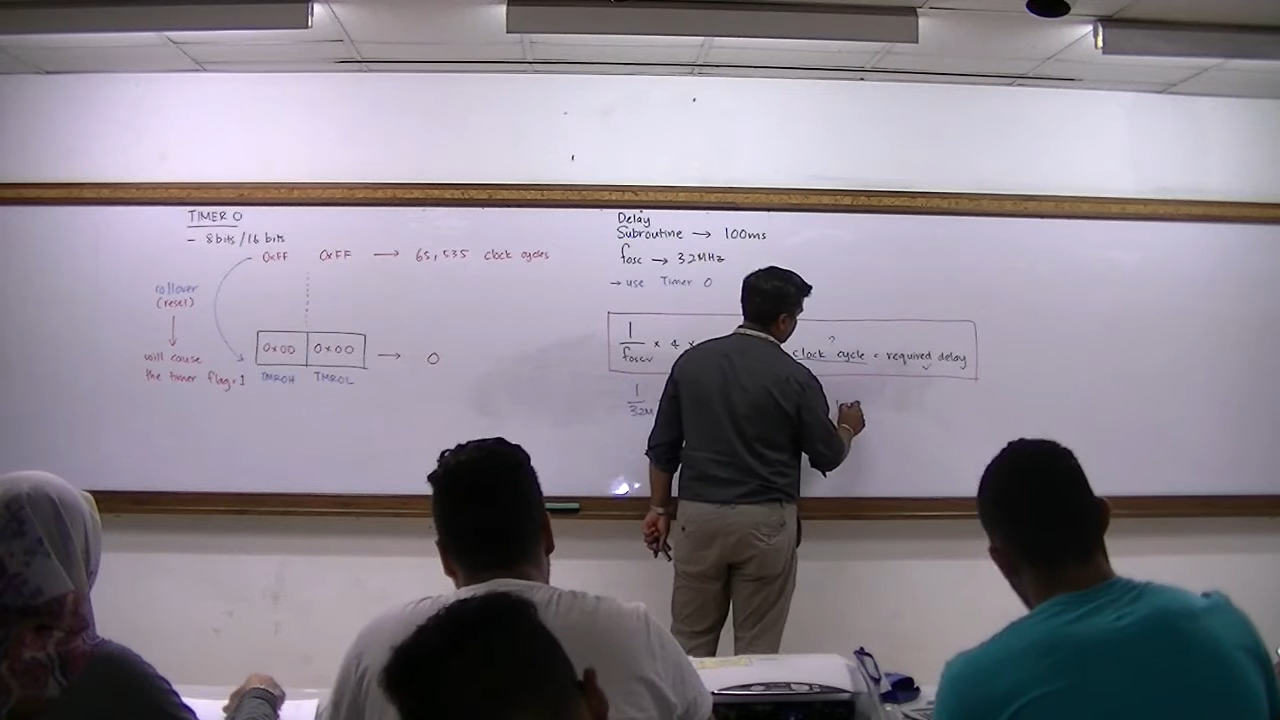 TIMER 0
- 8bits/16 bits
0xFF 0xFF → 65,535 clock cycles
rollover
(reset)
will cause
the timer flag=1
0x00 0x00 → 0
TMR0H TMR0L
Delay
Subroutine → 100ms
fosc → 32MHz
→ use Timer 0
1/fosc × 4 × ? clock cycle = required delay
1/32M